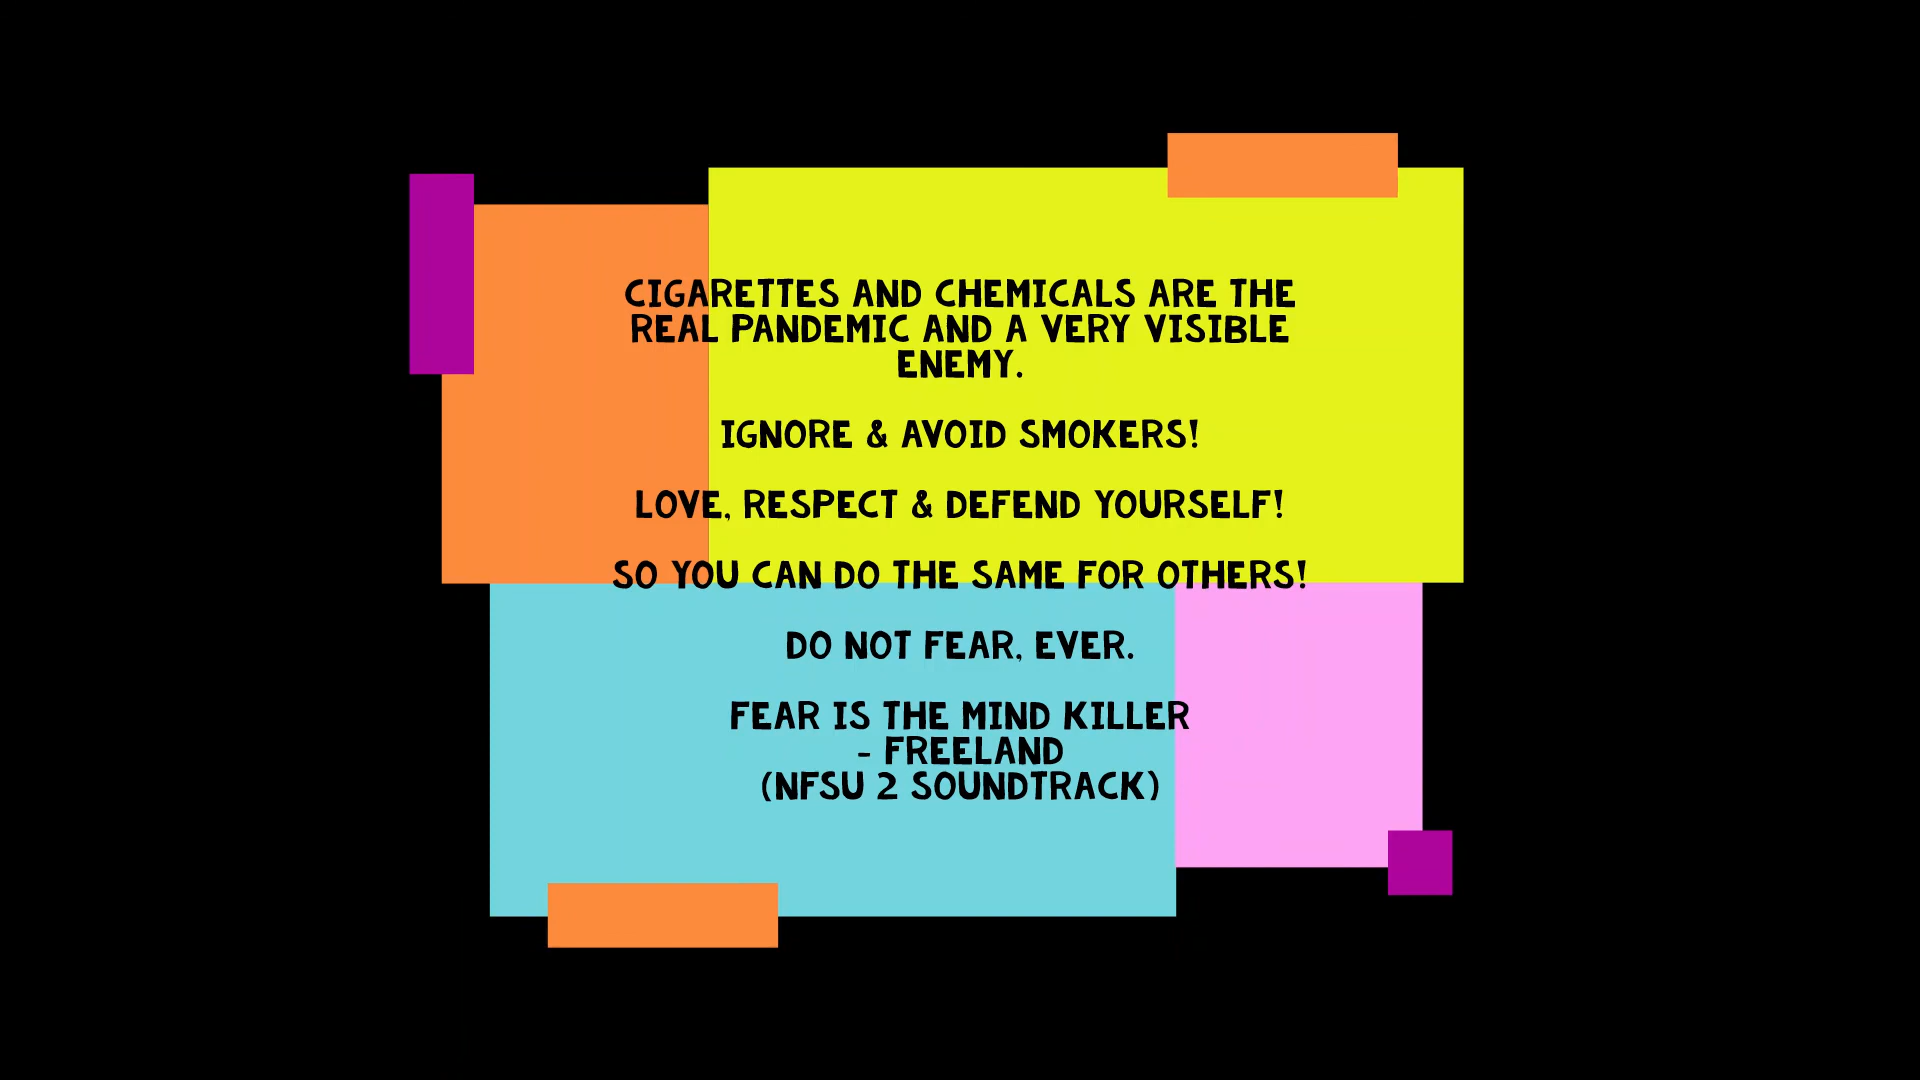 CIGARETTES AND CHEMICALS ARE THE
REAL PANDEMIC AND A VERY VISIBLE
ENEMY.
IGNORE & AVOID SMOKERS!
LOVE, RESPECT & DEFEND YOURSELF!
SO YOU CAN DO THE SAME FOR OTHERS!
DO NOT FEAR, EVER.
FEAR IS THE MIND KILLER
- FREELAND
(NFSU 2 SOUNDTRACK)